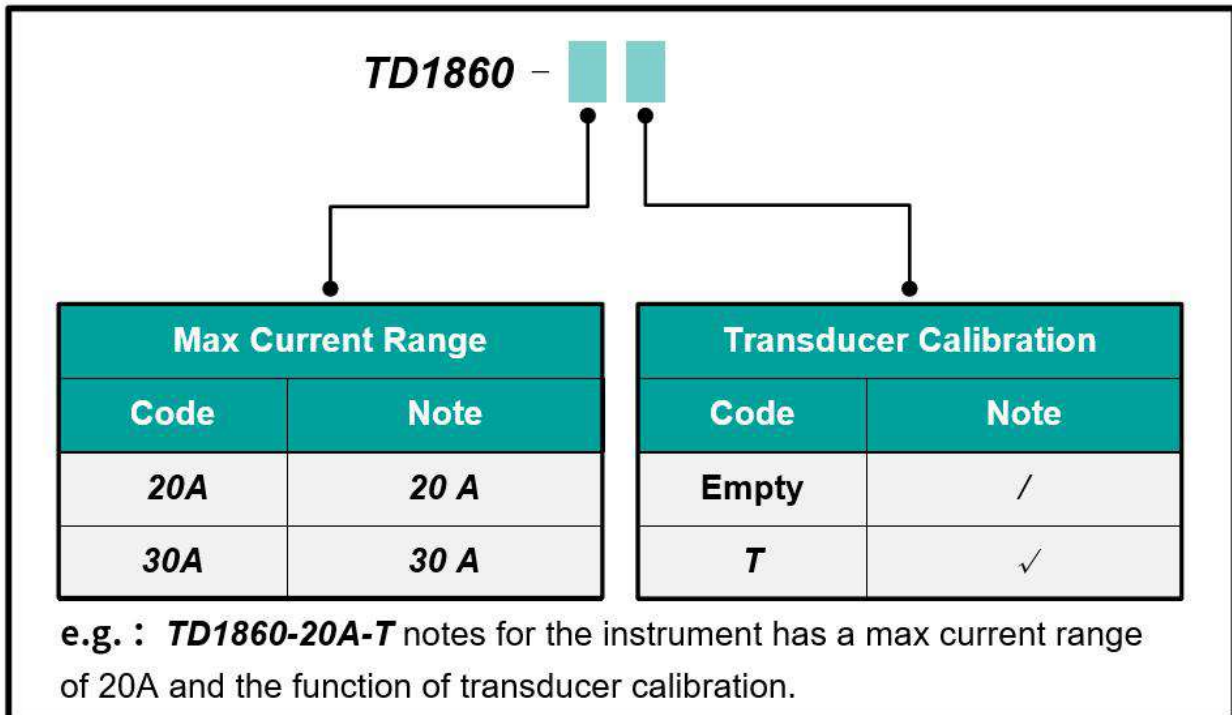 TD1860 -
Max Current Range
Code Note
20A 20 A
30A 30 A
Transducer Calibration
Code Note
Empty /
T √
e.g.： TD1860-20A-T notes for the instrument has a max current range
of 20A and the function of transducer calibration.